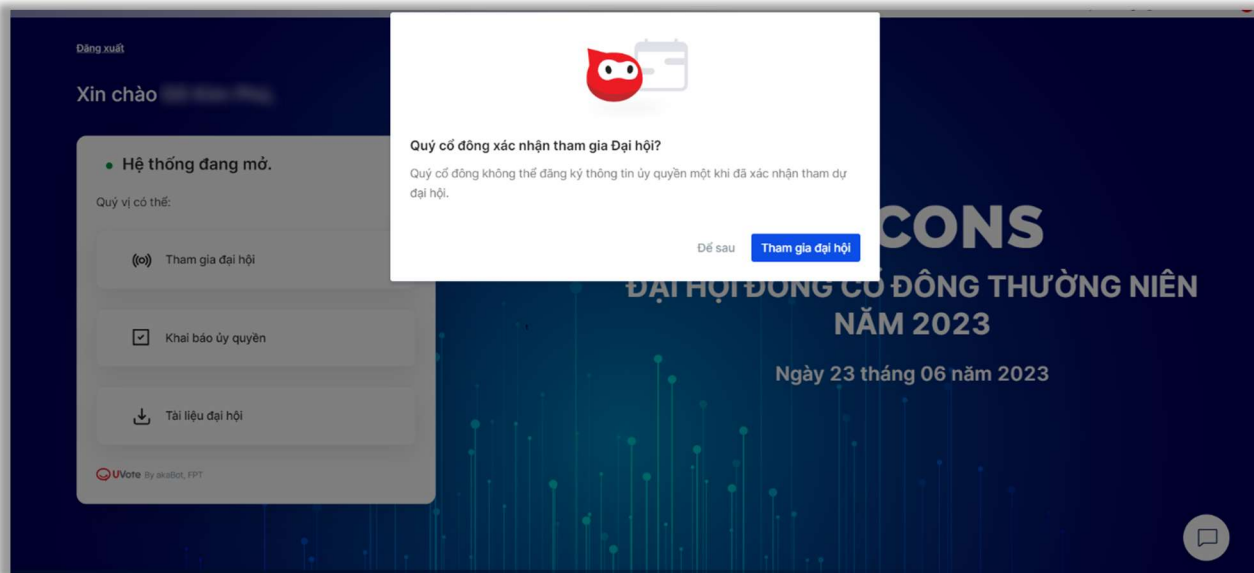 Đăng xuất
Xin chào
Hệ thống đang mở.
Quý vị có thể:
Tham gia đại hội
Khai báo ủy quyền
Tài liệu đại hội
UVote By akaBot, FPT
Quý cổ đông xác nhận tham gia Đại hội?
Quý cổ đông không thể đăng ký thông tin ủy quyền một khi đã xác nhận tham dự
đại hội.
Để sau
Tham gia đại hội
CONS
ĐẠI HỘI ĐỒNG CỔ ĐÔNG THƯỜNG NIÊN
NĂM 2023
Ngày 23 tháng 06 năm 2023